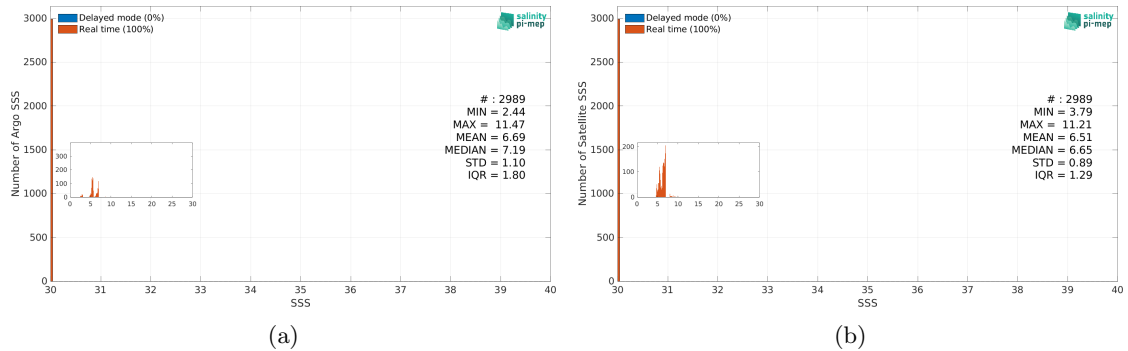 Delayed mode (0%)
Real time (100%)
salinity
pi-mep
3000
2500
2000
1500
1000
500
0
Number of Argo SSS
# : 2989
MIN = 2.44
MAX = 11.47
MEAN = 6.69
MEDIAN = 7.19
STD = 1.10
IQR = 1.80
300
200
100
0
0 5 10 15 20 25 30
30 31 32 33 34 35 36 37 38 39 40
SSS
(a)
Delayed mode (0%)
Real time (100%)
salinity
pi-mep
3000
2500
2000
1500
1000
500
0
Number of Satellite SSS
# : 2989
MIN = 3.79
MAX = 11.21
MEAN = 6.51
MEDIAN = 6.65
STD = 0.89
IQR = 1.29
200
100
0
0 5 10 15 20 25 30
30 31 32 33 34 35 36 37 38 39 40
SSS
(b)